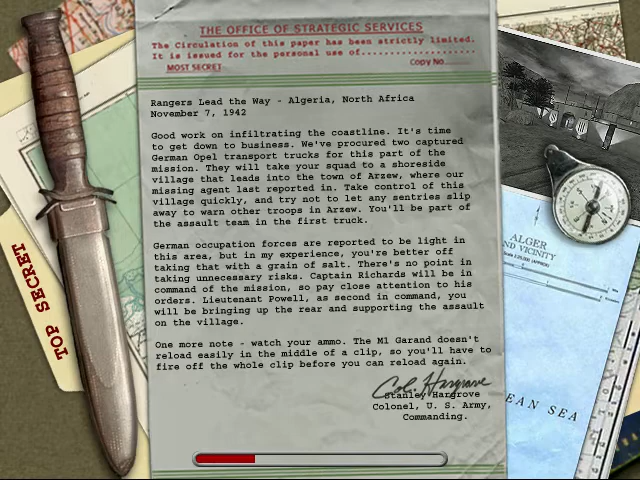 THE OFFICE OF STRATEGIC SERVICES
The Circulation of this paper has been strictly limited.
It is issued for the personal use of......................
MOST SECRET
Copy No......
Rangers Lead the Way - Algeria, North Africa
November 7, 1942
Good work on infiltrating the coastline. It's time
to get down to business. We've procured two captured
German Opel transport trucks for this part of the
mission. They will take your squad to a shoreside
village that leads into the town of Arzew, where our
missing agent last reported in. Take control of this
village quickly, and try not to let any sentries slip
away to warn other troops in Arzew. You'll be part of
the assault team in the first truck.
German occupation forces are reported to be light in
this area, but in my experience, you're better off
taking that with a grain of salt. There's no point in
taking unnecessary risks. Captain Richards will be in
command of the mission, so pay close attention to his
orders. Lieutenant Powell, as second in command, you
will be bringing up the rear and supporting the assault
on the village.
One more note - watch your ammo. The M1 Garand doesn't
reload easily in the middle of a clip, so you'll have to
fire off the whole clip before you can reload again.
Col. Hargrove
Stanley Hargrove
Colonel, U. S. Army,
Commanding.
TOP SECRET
ALGER
ND VICINITY
EAN SEA